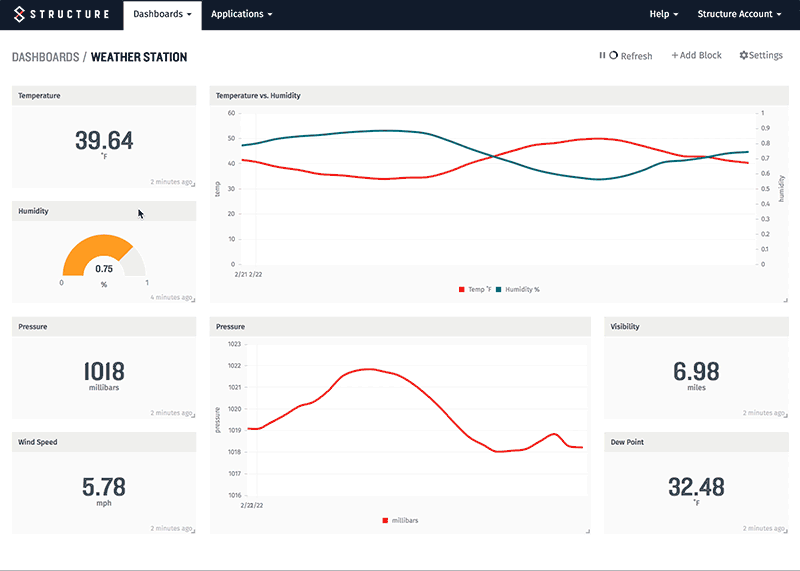 STRUCTURE
Dashboards
Applications
Help
Structure Account
DASHBOARDS / WEATHER STATION
Refresh
+ Add Block
Settings
Temperature
39.64
°F
2 minutes ago
Temperature vs. Humidity
60
50
40
30
20
10
0
temp
1
0.9
0.8
0.7
0.6
0.5
0.4
0.3
0.2
0.1
0
humidity
2/21 2/22
Temp °F Humidity %
Humidity
0.75
0 % 1
4 minutes ago
Pressure
1018
millibars
2 minutes ago
Pressure
1023
1022
1021
1020
1019
1018
1017
1016
pressure
millibars
Visibility
6.98
miles
2 minutes ago
Wind Speed
5.78
mph
2 minutes ago
Dew Point
32.48
°F
2 minutes ago